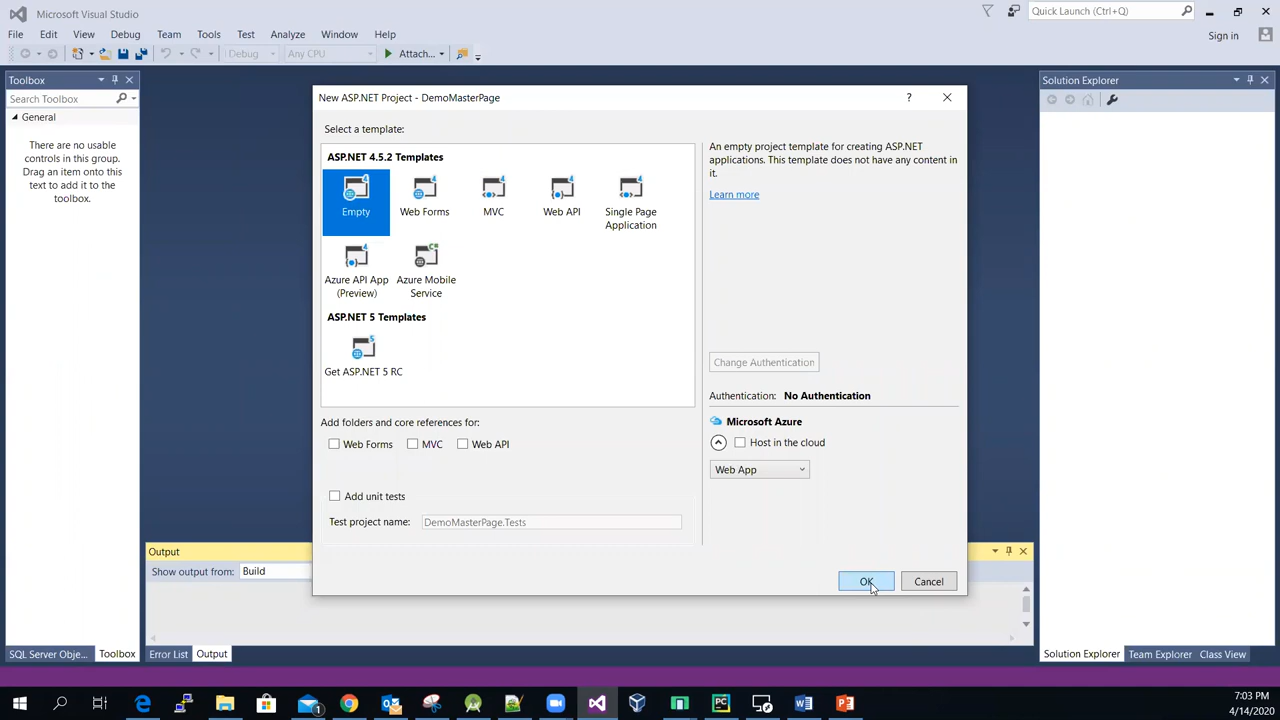 Microsoft Visual Studio
Quick Launch (Ctrl+Q)
File Edit View Debug Team Tools Test Analyze Window Help
Sign in
Debug Any CPU Attach...
Toolbox
Search Toolbox
General
There are no usable
controls in this group.
Drag an item onto this
text to add it to the
toolbox.
New ASP.NET Project - DemoMasterPage
?
Select a template:
ASP.NET 4.5.2 Templates
Empty
Web Forms
MVC
Web API
Single Page
Application
Azure API App
(Preview)
Azure Mobile
Service
ASP.NET 5 Templates
Get ASP.NET 5 RC
Add folders and core references for:
Web Forms MVC Web API
Add unit tests
Test project name: DemoMasterPage.Tests
An empty project template for creating ASP.NET
applications. This template does not have any content in
it.
Learn more
Change Authentication
Authentication: No Authentication
Microsoft Azure
Host in the cloud
Web App
OK Cancel
Solution Explorer
Output
Show output from: Build
SQL Server Obje... Toolbox
Error List Output
Solution Explorer Team Explorer Class View
7:03 PM
4/14/2020